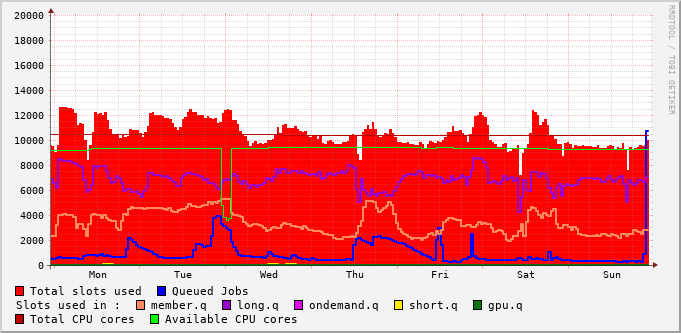 20000
18000
16000
14000
12000
10000
8000
6000
4000
2000
0
Mon Tue Wed Thu Fri Sat Sun
Total slots used Queued Jobs
Slots used in : member.q long.q ondemand.q short.q gpu.q
Total CPU cores Available CPU cores
RRDTOOL / TOBI OETIKER